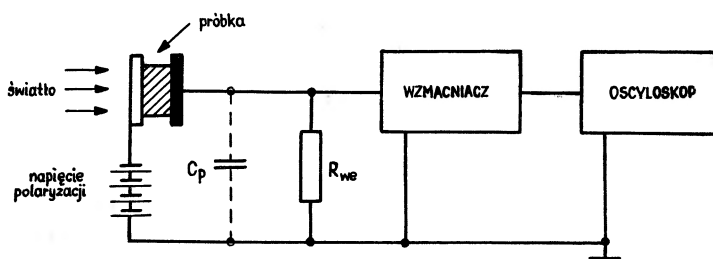 próbka
światło
WZMACNIACZ
OSCYLOSKOP
napięcie
polaryzacji
Cp
Rwe